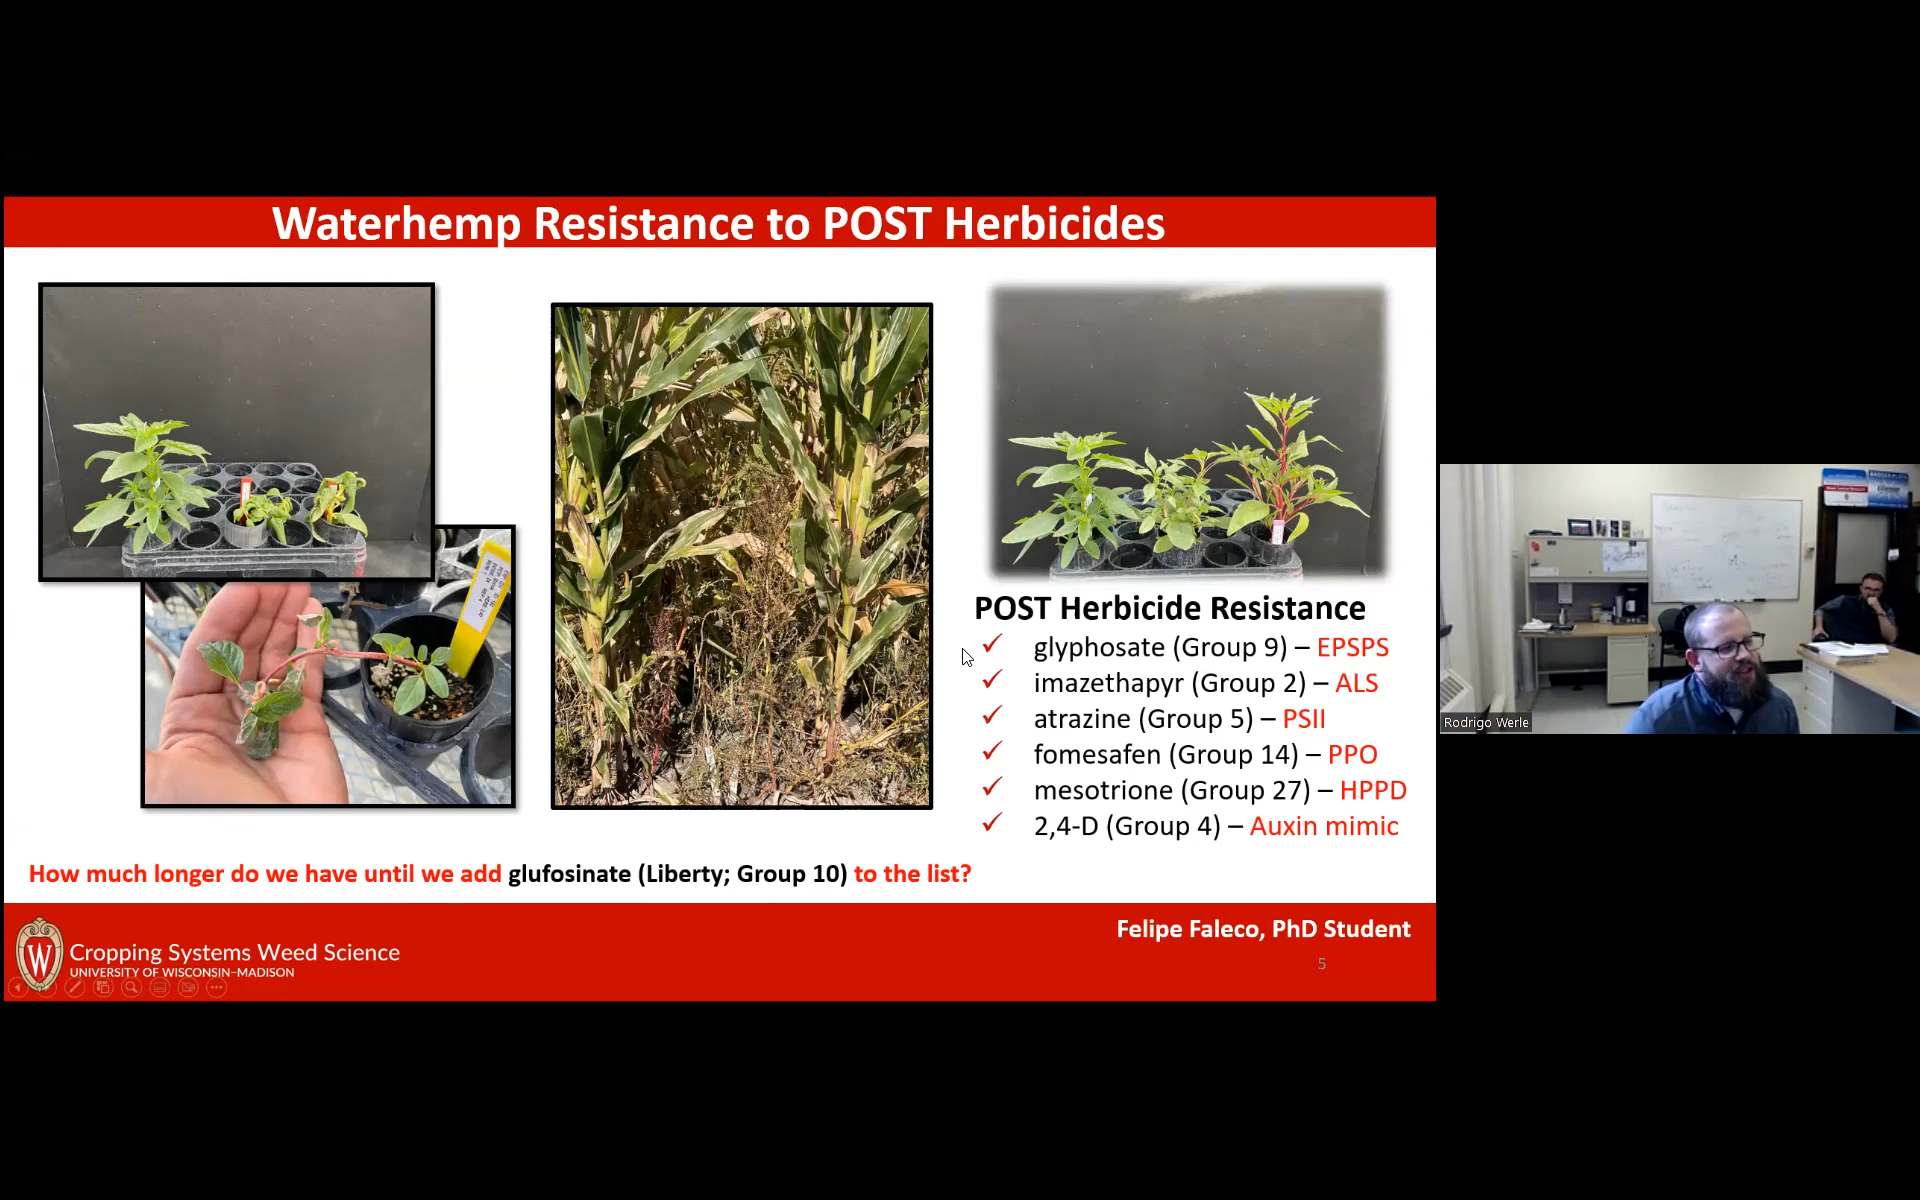 Waterhemp Resistance to POST Herbicides
POST Herbicide Resistance
✓ glyphosate (Group 9) – EPSPS
✓ imazethapyr (Group 2) – ALS
✓ atrazine (Group 5) – PSII
✓ fomesafen (Group 14) – PPO
✓ mesotrione (Group 27) – HPPD
✓ 2,4-D (Group 4) – Auxin mimic
How much longer do we have until we add glufosinate (Liberty; Group 10) to the list?
Felipe Faleco, PhD Student
5
W
Cropping Systems Weed Science
UNIVERSITY OF WISCONSIN–MADISON
Rodrigo Werle